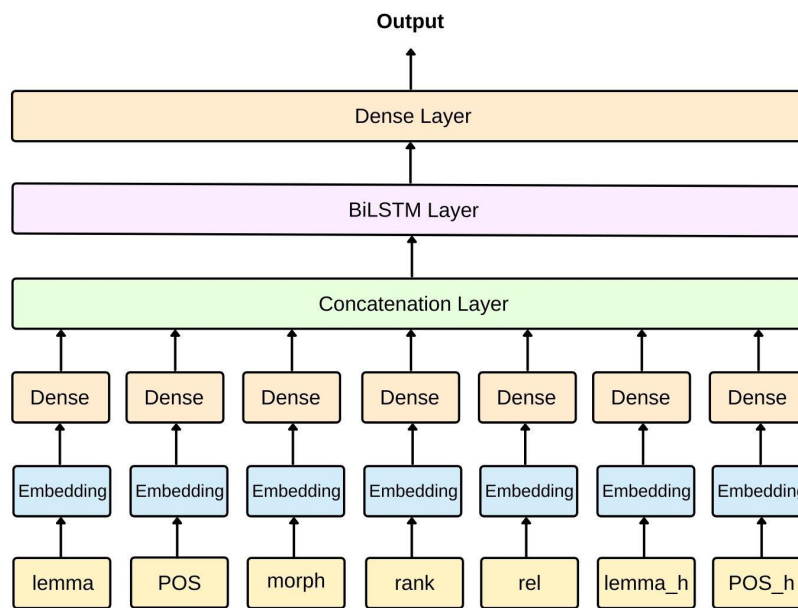 Output
Dense Layer
BiLSTM Layer
Concatenation Layer
Dense Dense Dense Dense Dense Dense Dense
Embedding Embedding Embedding Embedding Embedding Embedding Embedding
lemma POS morph rank rel lemma_h POS_h